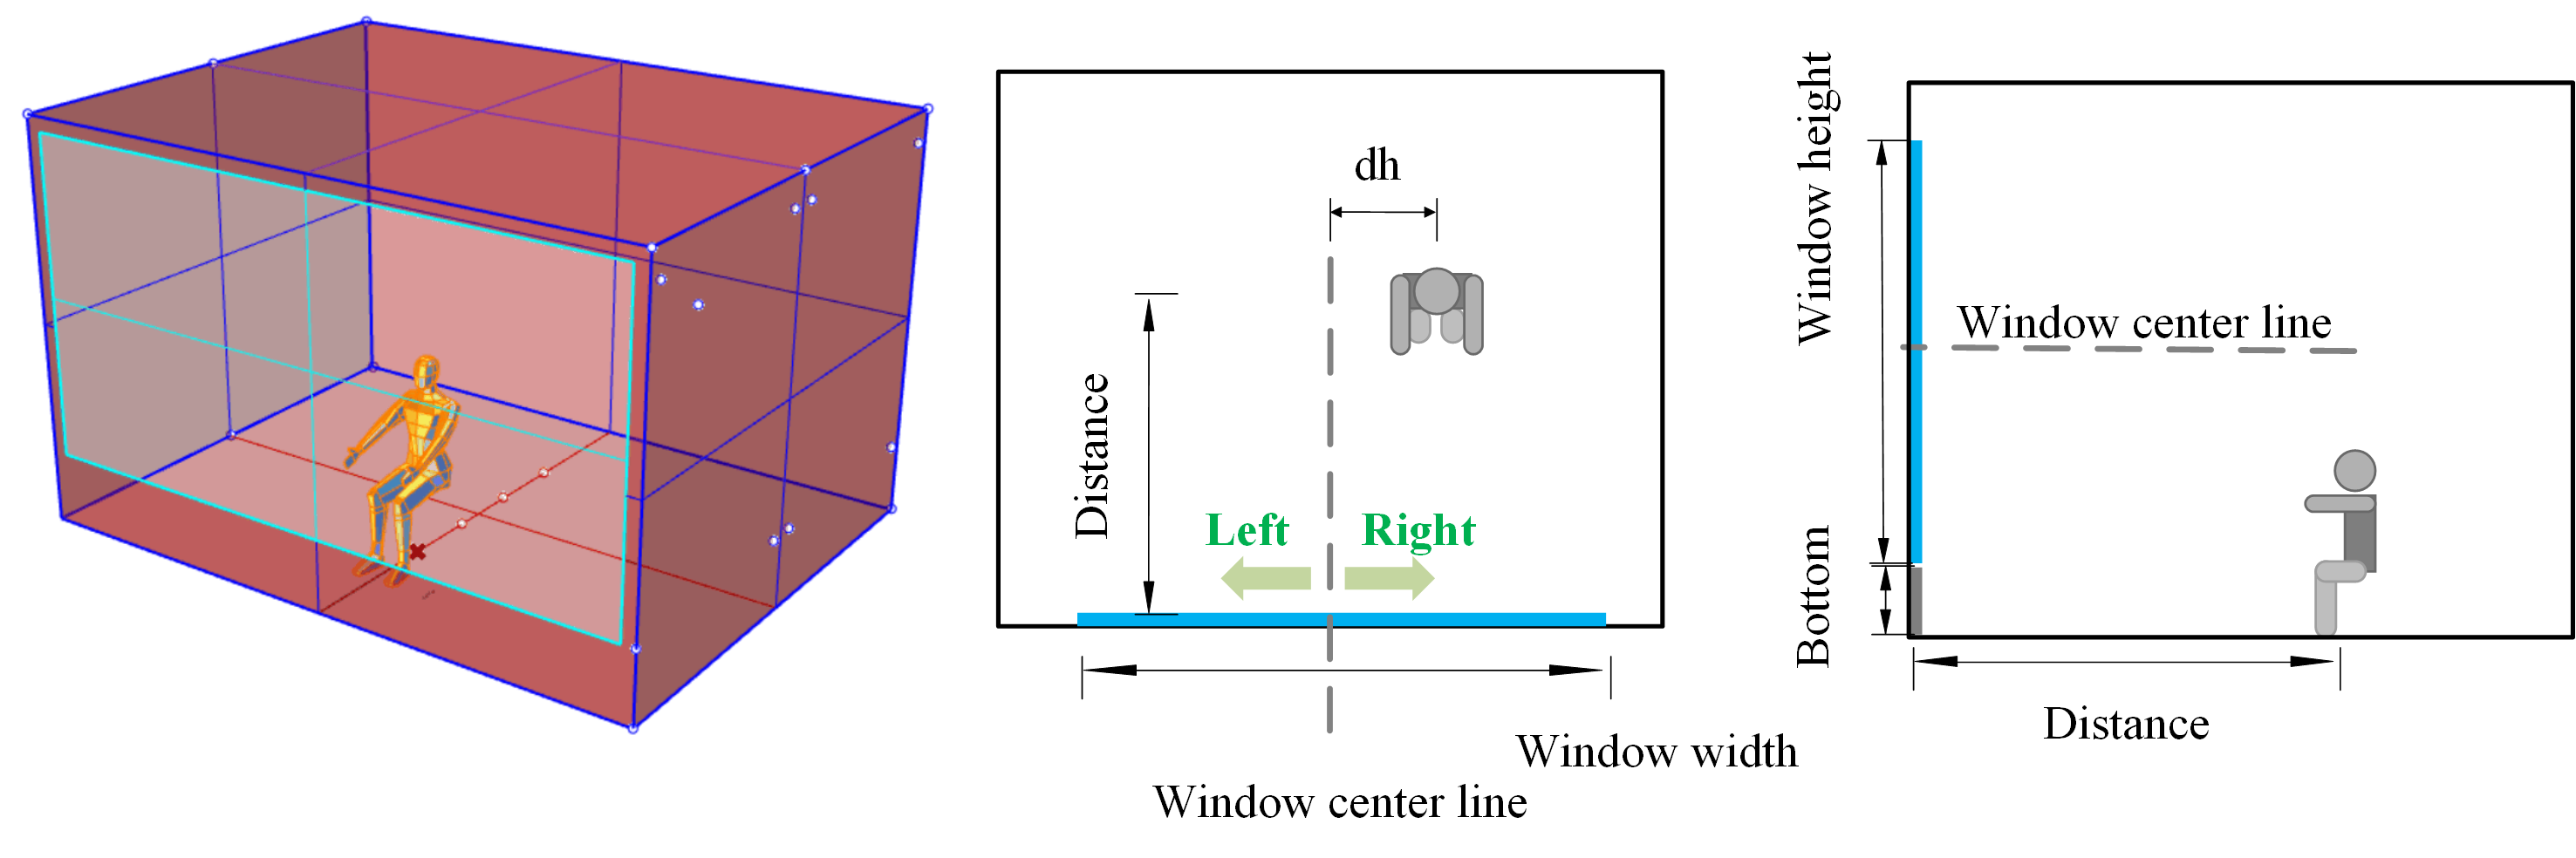 dh
Distance
Left
Right
Window width
Window center line
Window height
Window center line
Bottom
Distance